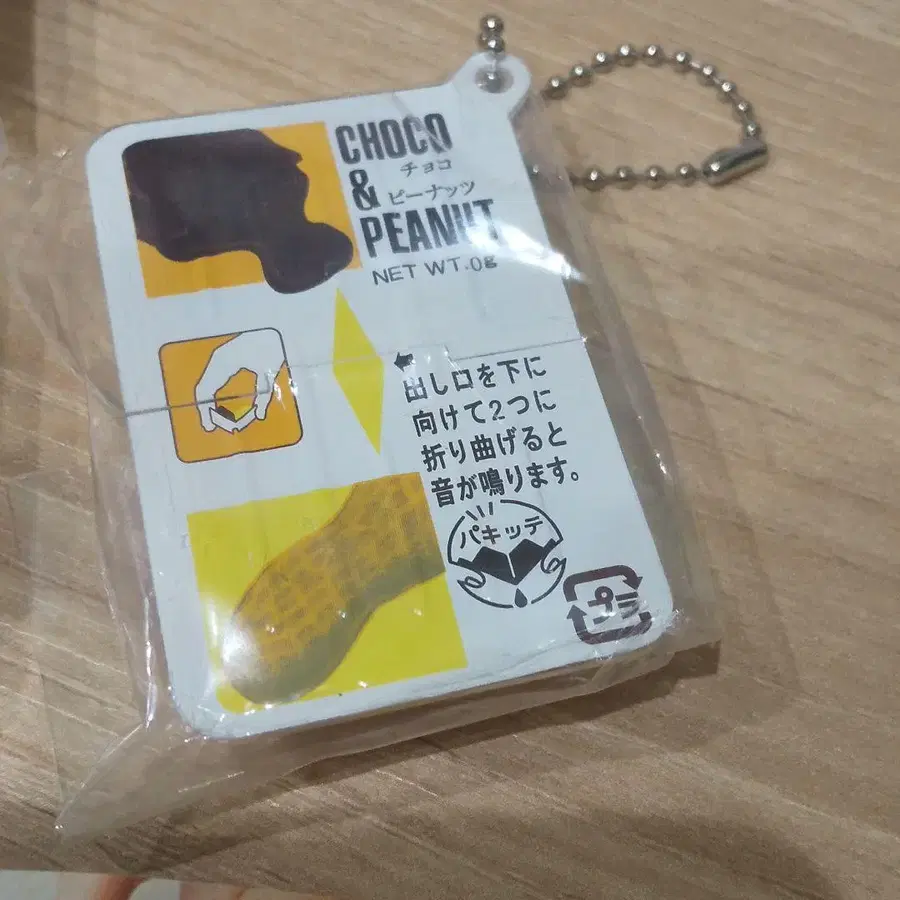 CHOCO
チョコ
&
ピーナッツ
PEANUT
NET WT.0g
出し口を下に
向けて2つに
折り曲げると
音が鳴ります。
パキッテ
プラ